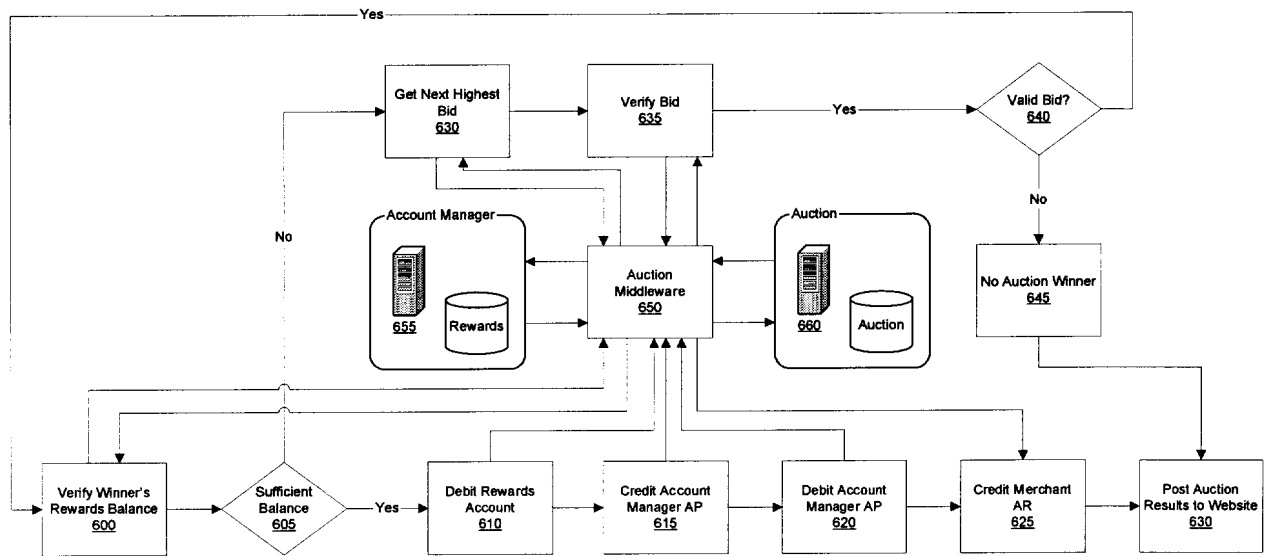 Yes
Get Next Highest
Bid
630
Verify Bid
635
Yes
Valid Bid?
640
No
Account Manager
655
Rewards
Auction
Middleware
650
Auction
660
Auction
No
No Auction Winner
645
Verify Winner's
Rewards Balance
600
Sufficient
Balance
605
Yes
Debit Rewards
Account
610
Credit Account
Manager AP
615
Debit Account
Manager AP
620
Credit Merchant
AR
625
Post Auction
Results to Website
630